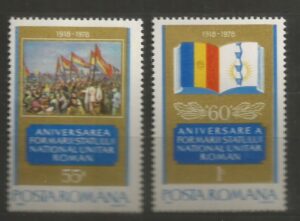 1918-1978
ANIVERSAREA
FORMARII STATULUI
NATIONAL UNITAR
ROMAN
55B
POSTA ROMANA
1918-1978
60
ANIVERSARE A
FORMARII STATULUI
NATIONAL UNITAR
ROMAN
1L
POSTA ROMANA